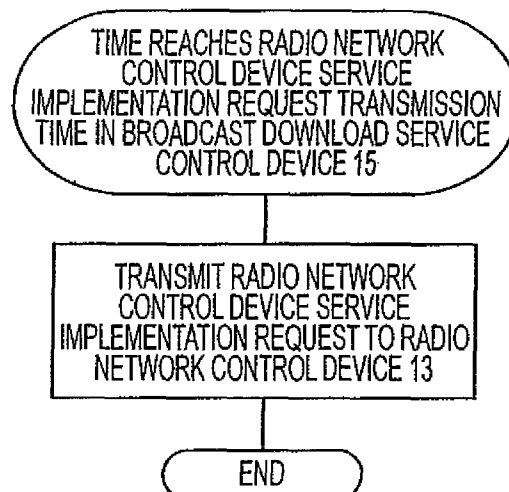 TIME REACHES RADIO NETWORK
CONTROL DEVICE SERVICE
IMPLEMENTATION REQUEST TRANSMISSION
TIME IN BROADCAST DOWNLOAD SERVICE
CONTROL DEVICE 15
TRANSMIT RADIO NETWORK
CONTROL DEVICE SERVICE
IMPLEMENTATION REQUEST TO RADIO
NETWORK CONTROL DEVICE 13
END